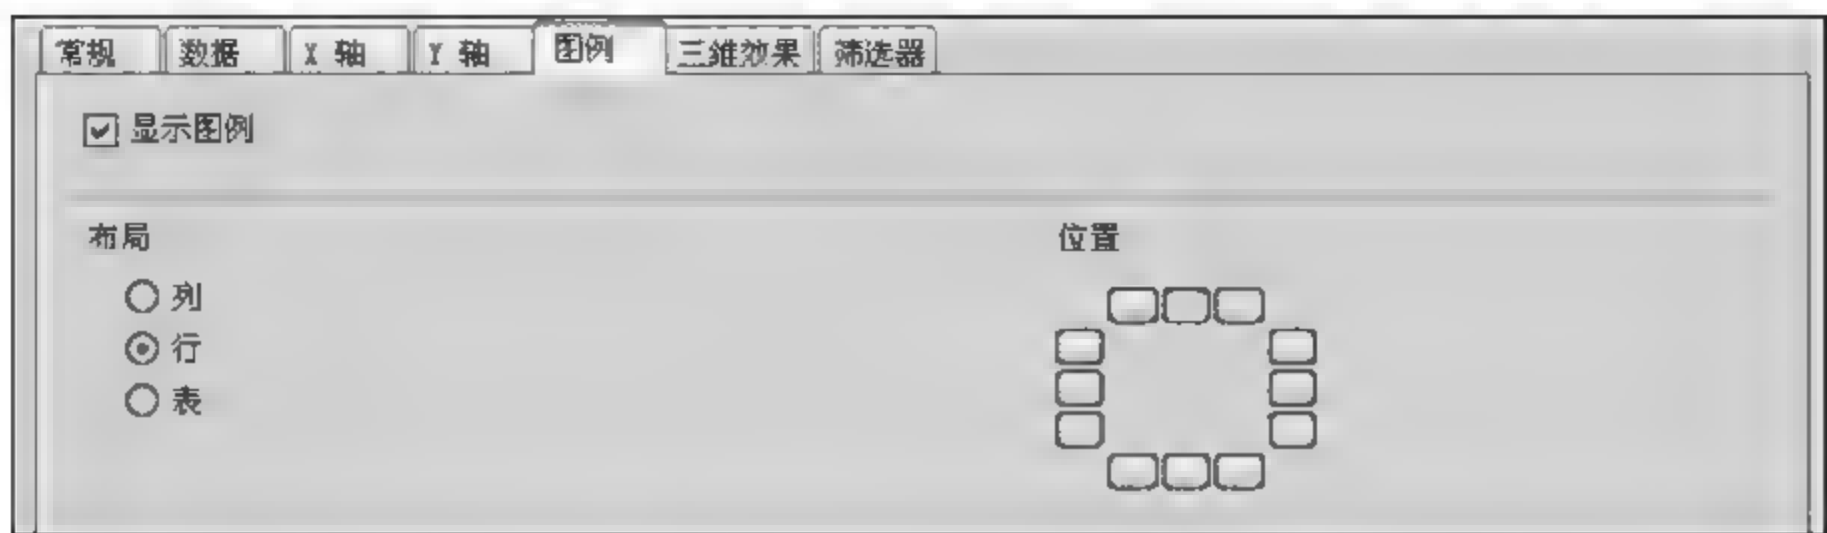 常规 数据 X 轴 Y 轴 图例 三维效果 筛选器
显示图例
布局 位置
列
行
表